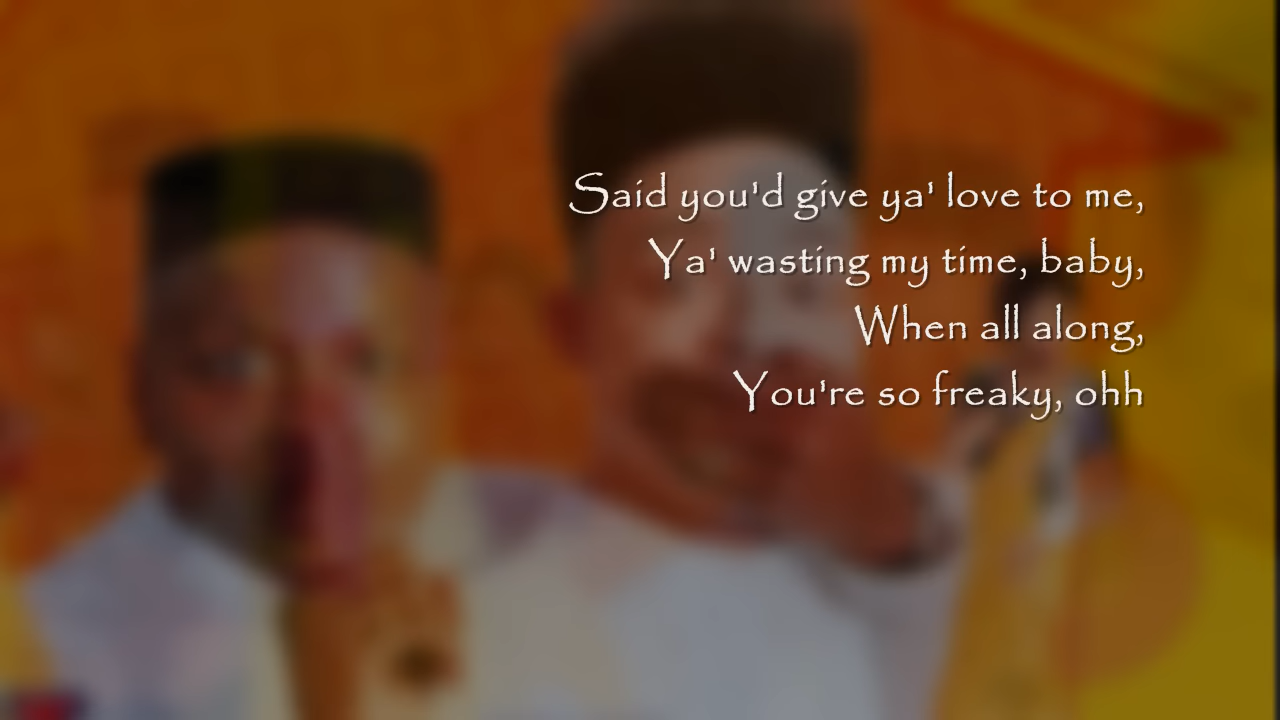 Said you'd give ya' love to me,
Ya' wasting my time, baby,
When all along,
You're so freaky, ohh